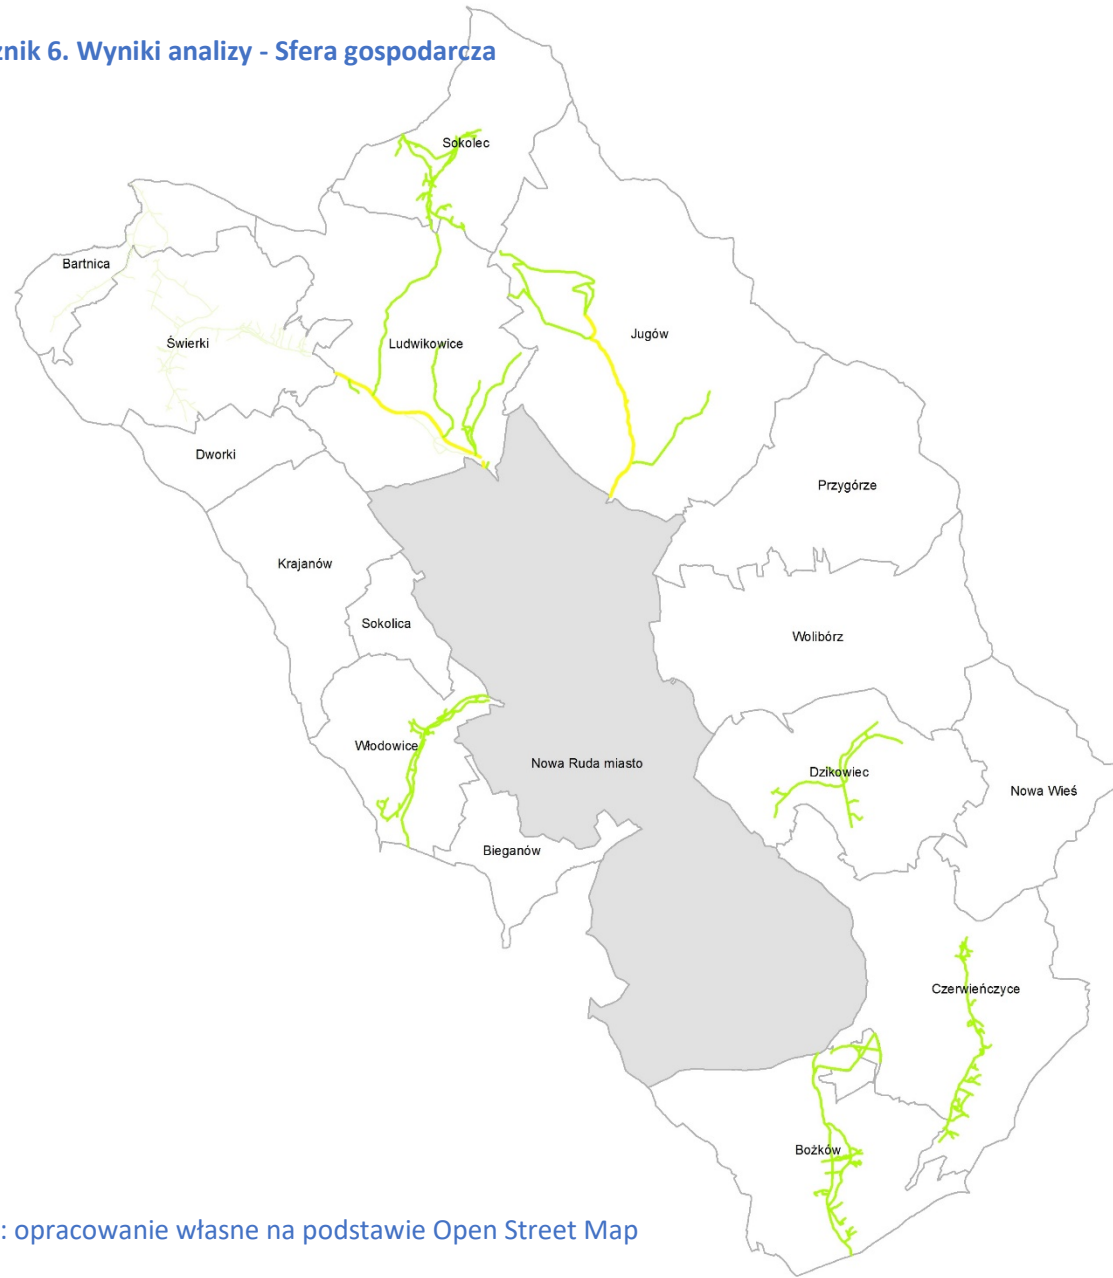 znik 6. Wyniki analizy - Sfera gospodarcza
Sokolec
Bartnica
Świerki
Ludwikowice
Jugów
Dworki
Przygórze
Krajanów
Sokolica
Wolibórz
Włodowice
Nowa Ruda miasto
Dzikowiec
Nowa Wieś
Bieganów
Czerwieńczyce
Bożków
: opracowanie własne na podstawie Open Street Map